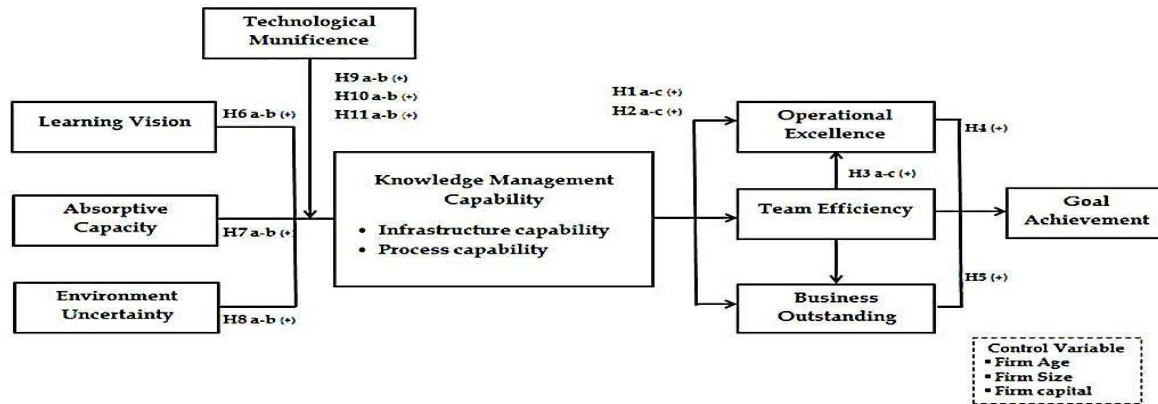 Technological
Munificence
H9 a-b (+)
H10 a-b (+)
H11 a-b (+)
H1 a-c (+)
H2 a-c (+)
Learning Vision
H6 a-b (+)
Operational
Excellence
H4 (+)
Knowledge Management
Capability
• Infrastructure capability
• Process capability
H3 a-c (+)
Absorptive
Capacity
H7 a-b (+)
Team Efficiency
Goal
Achievement
Environment
Uncertainty
H8 a-b (+)
Business
Outstanding
H5 (+)
Control Variable
▪ Firm Age
▪ Firm Size
▪ Firm capital